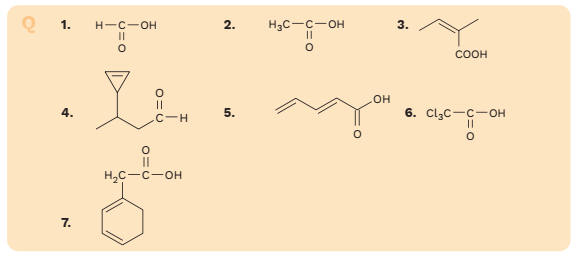 Q
1. H–C–OH
O
2. H₃C–C–OH
O
3.
COOH
4. O
C–H
5. OH
O
6. Cl₃C–C–OH
O
7. O
H₂C–C–OH